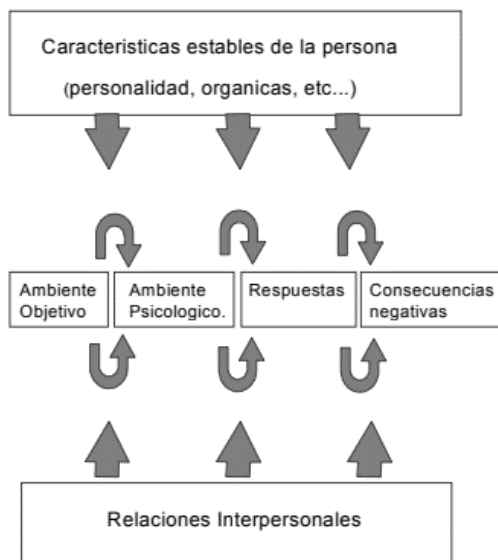 Caracteristicas estables de la persona
(personalidad, organicas, etc...)
Ambiente
Objetivo
Ambiente
Psicologico.
Respuestas
Consecuencias
negativas
Relaciones Interpersonales